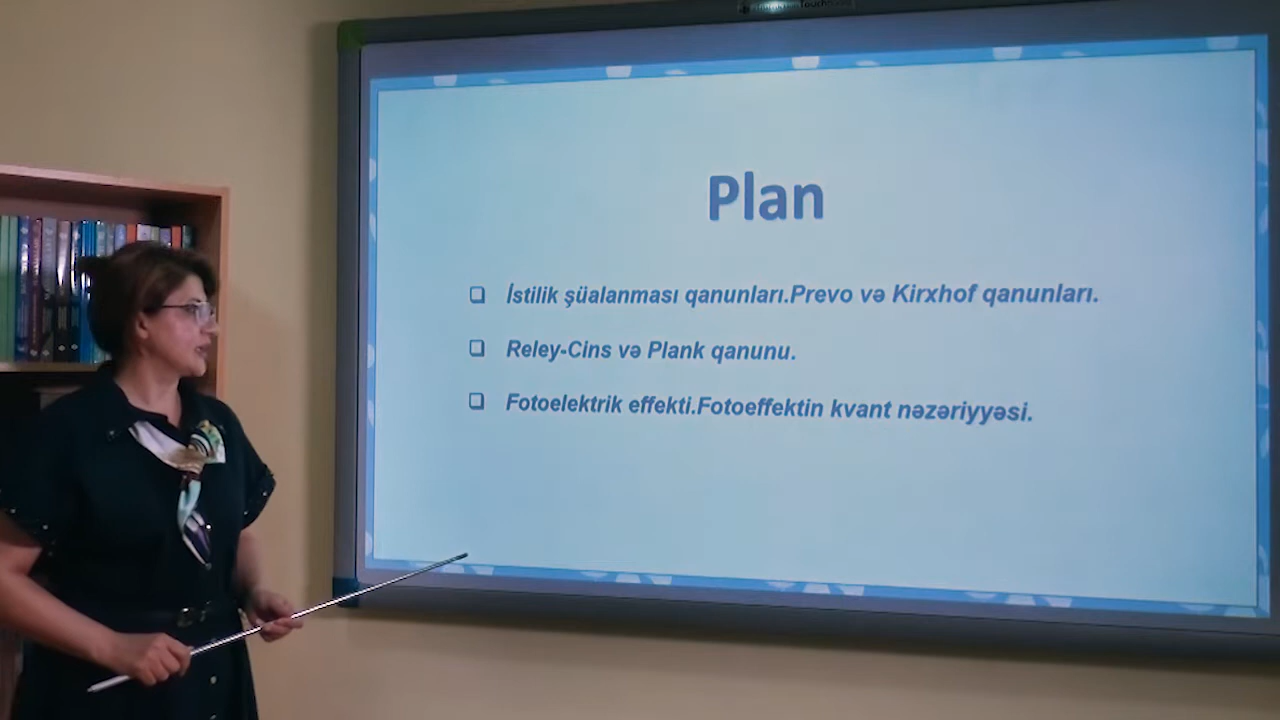 Plan
İstilik şüalanması qanunları.Prevo və Kirxhof qanunları.
Reley-Cins və Plank qanunu.
Fotoelektrik effekti.Fotoeffektin kvant nəzəriyyəsi.